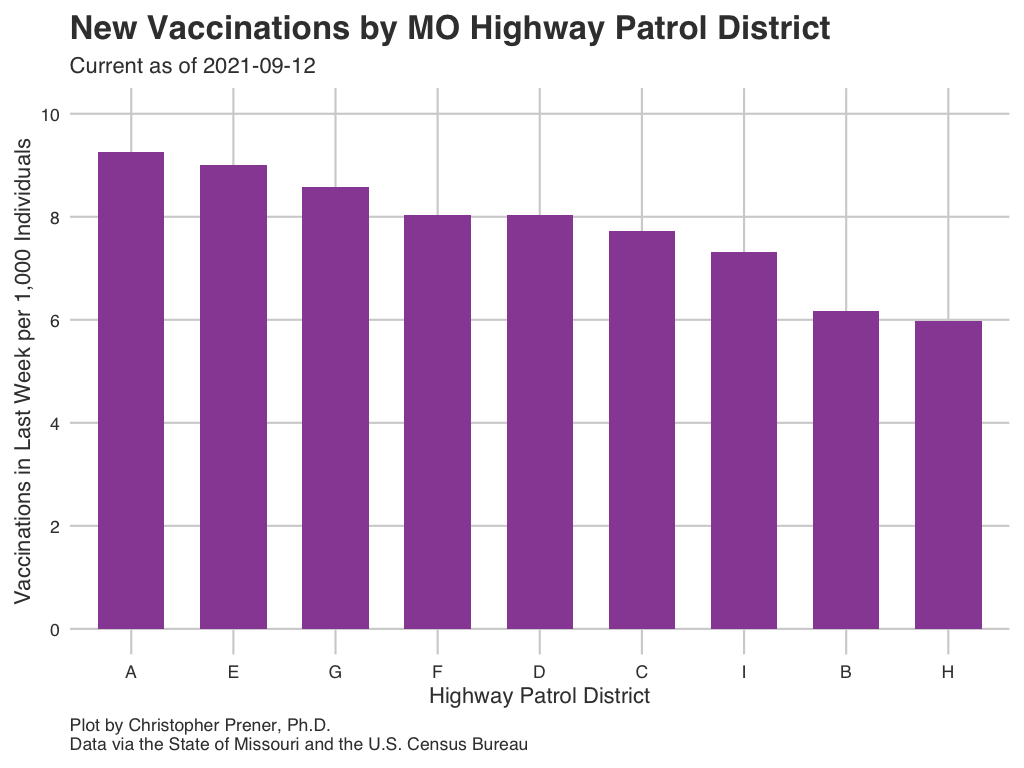 New Vaccinations by MO Highway Patrol District
Current as of 2021-09-12
Vaccinations in Last Week per 1,000 Individuals
10
8
6
4
2
0
A E G F D C I B H
Highway Patrol District
Plot by Christopher Prener, Ph.D.
Data via the State of Missouri and the U.S. Census Bureau